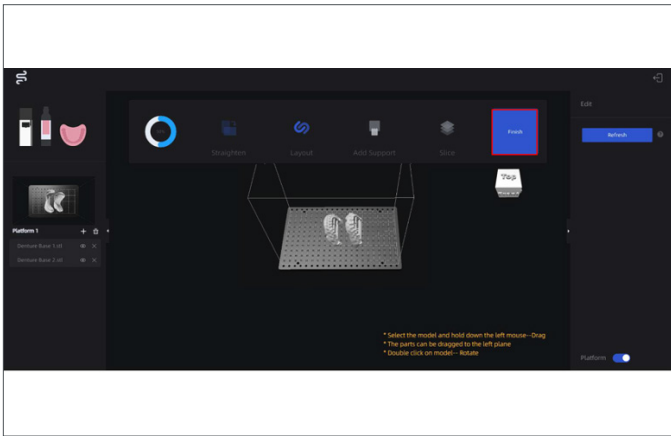 Edit
Straighten
Layout
Add Support
Slice
Finish
Refresh
Top
Platform 1
Denture Base 1.stl
Denture Base 2.stl
* Select the model and hold down the left mouse--Drag
* The parts can be dragged to the left plane
* Double click on model-- Rotate
Platform